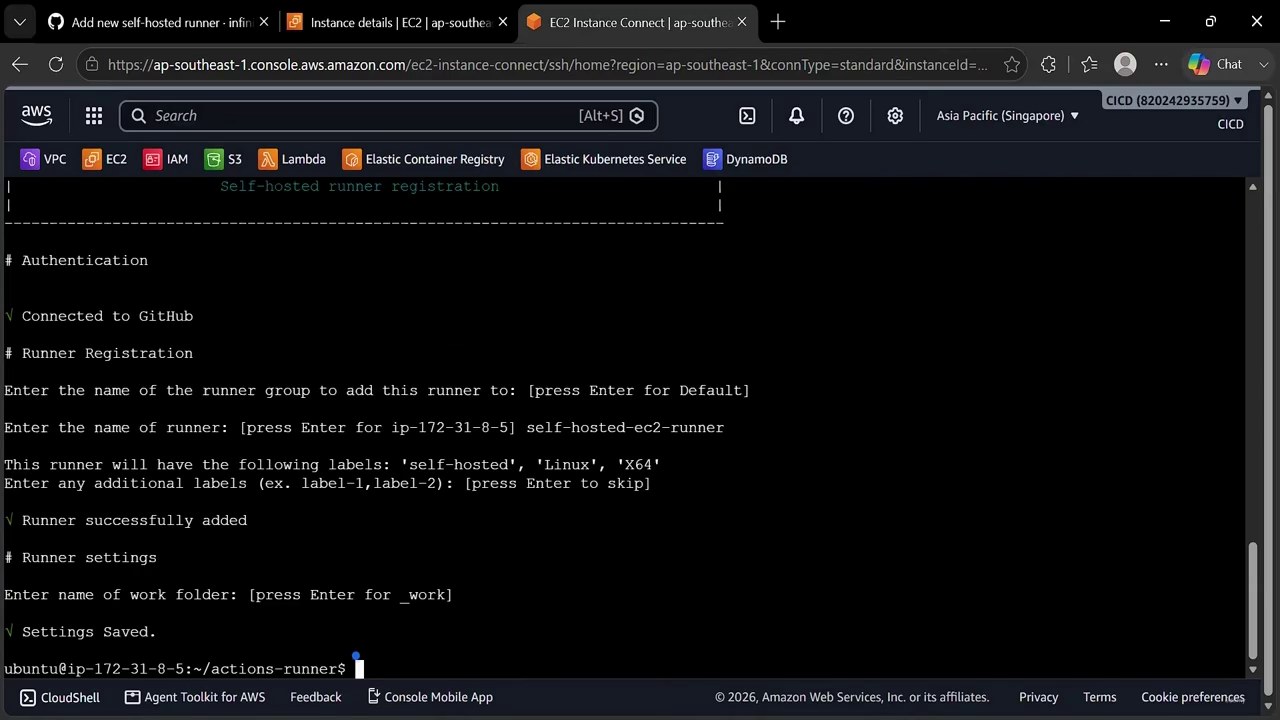 Add new self-hosted runner · infini
Instance details | EC2 | ap-southea
EC2 Instance Connect | ap-southea
https://ap-southeast-1.console.aws.amazon.com/ec2-instance-connect/ssh/home?region=ap-southeast-1&connType=standard&instanceId=...
Chat
aws
Search
[Alt+S]
Asia Pacific (Singapore)
CICD (820242935759)
CICD
VPC
EC2
IAM
S3
Lambda
Elastic Container Registry
Elastic Kubernetes Service
DynamoDB
| Self-hosted runner registration |
| |
--------------------------------------------------------------------------------
# Authentication
√ Connected to GitHub
# Runner Registration
Enter the name of the runner group to add this runner to: [press Enter for Default]
Enter the name of runner: [press Enter for ip-172-31-8-5] self-hosted-ec2-runner
This runner will have the following labels: 'self-hosted', 'Linux', 'X64'
Enter any additional labels (ex. label-1,label-2): [press Enter to skip]
√ Runner successfully added
# Runner settings
Enter name of work folder: [press Enter for _work]
√ Settings Saved.
ubuntu@ip-172-31-8-5:~/actions-runner$
CloudShell
Agent Toolkit for AWS
Feedback
Console Mobile App
© 2026, Amazon Web Services, Inc. or its affiliates.
Privacy
Terms
Cookie preferences